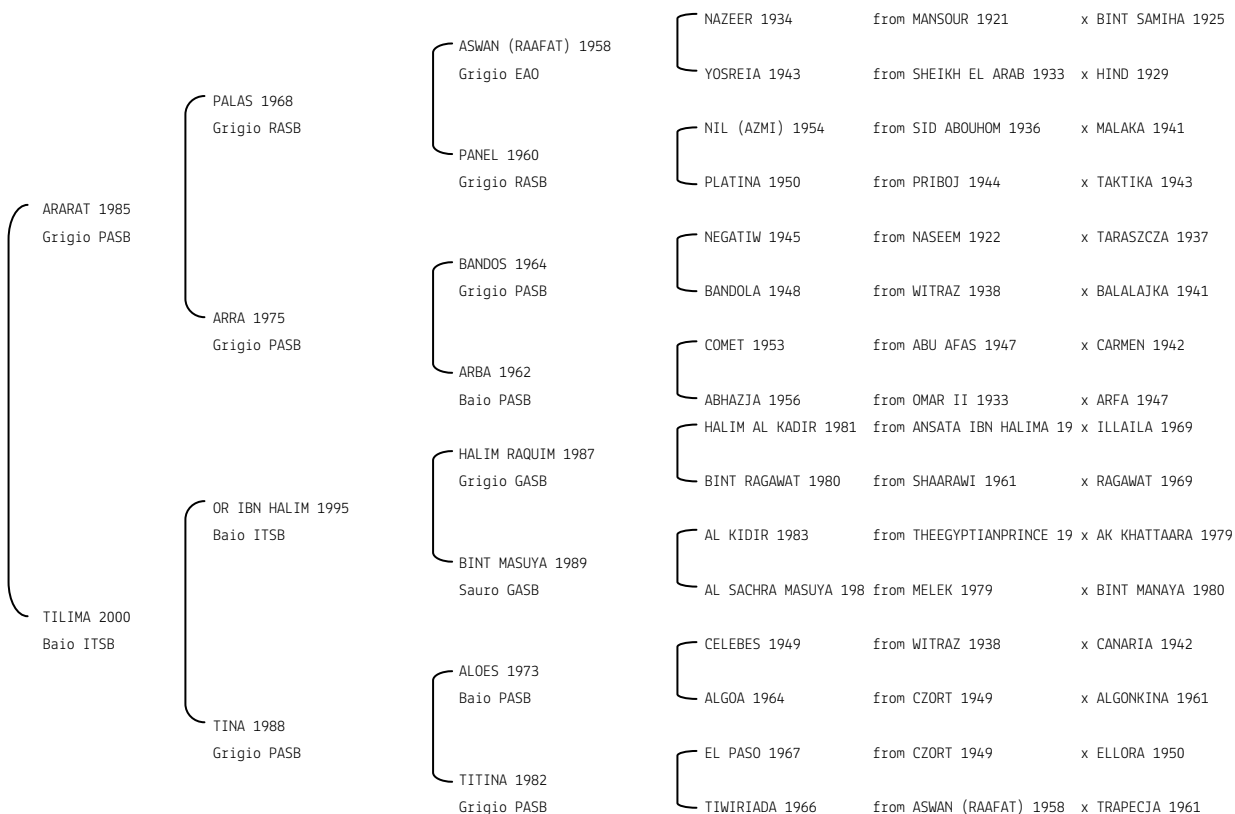 NAZEER 1934 from MANSOUR 1921 x BINT SAMIHA 1925
ASWAN (RAAFAT) 1958
Grigio EAO
YOSREIA 1943 from SHEIKH EL ARAB 1933 x HIND 1929
PALAS 1968
Grigio RASB
NIL (AZMI) 1954 from SID ABOUHOM 1936 x MALAKA 1941
PANEL 1960
Grigio RASB
PLATINA 1950 from PRIBOJ 1944 x TAKTIKA 1943
ARARAT 1985
Grigio PASB
NEGATIW 1945 from NASEEM 1922 x TARASZCZA 1937
BANDOS 1964
Grigio PASB
BANDOLA 1948 from WITRAZ 1938 x BALALAJKA 1941
ARRA 1975
Grigio PASB
COMET 1953 from ABU AFAS 1947 x CARMEN 1942
ARBA 1962
Baio PASB
ABHAZJA 1956 from OMAR II 1933 x ARFA 1947
HALIM AL KADIR 1981 from ANSATA IBN HALIMA 19 x ILLAILA 1969
HALIM RAQUIM 1987
Grigio GASB
BINT RAGAWAT 1980 from SHAARAWI 1961 x RAGAWAT 1969
OR IBN HALIM 1995
Baio ITSB
AL KIDIR 1983 from THEEGYPTIANPRINCE 19 x AK KHATTAARA 1979
BINT MASUYA 1989
Sauro GASB
AL SACHRA MASUYA 198 from MELEK 1979 x BINT MANAYA 1980
TILIMA 2000
Baio ITSB
CELEBES 1949 from WITRAZ 1938 x CANARIA 1942
ALOES 1973
Baio PASB
ALGOA 1964 from CZORT 1949 x ALGONKINA 1961
TINA 1988
Grigio PASB
EL PASO 1967 from CZORT 1949 x ELLORA 1950
TITINA 1982
Grigio PASB
TIWIRIADA 1966 from ASWAN (RAAFAT) 1958 x TRAPECJA 1961